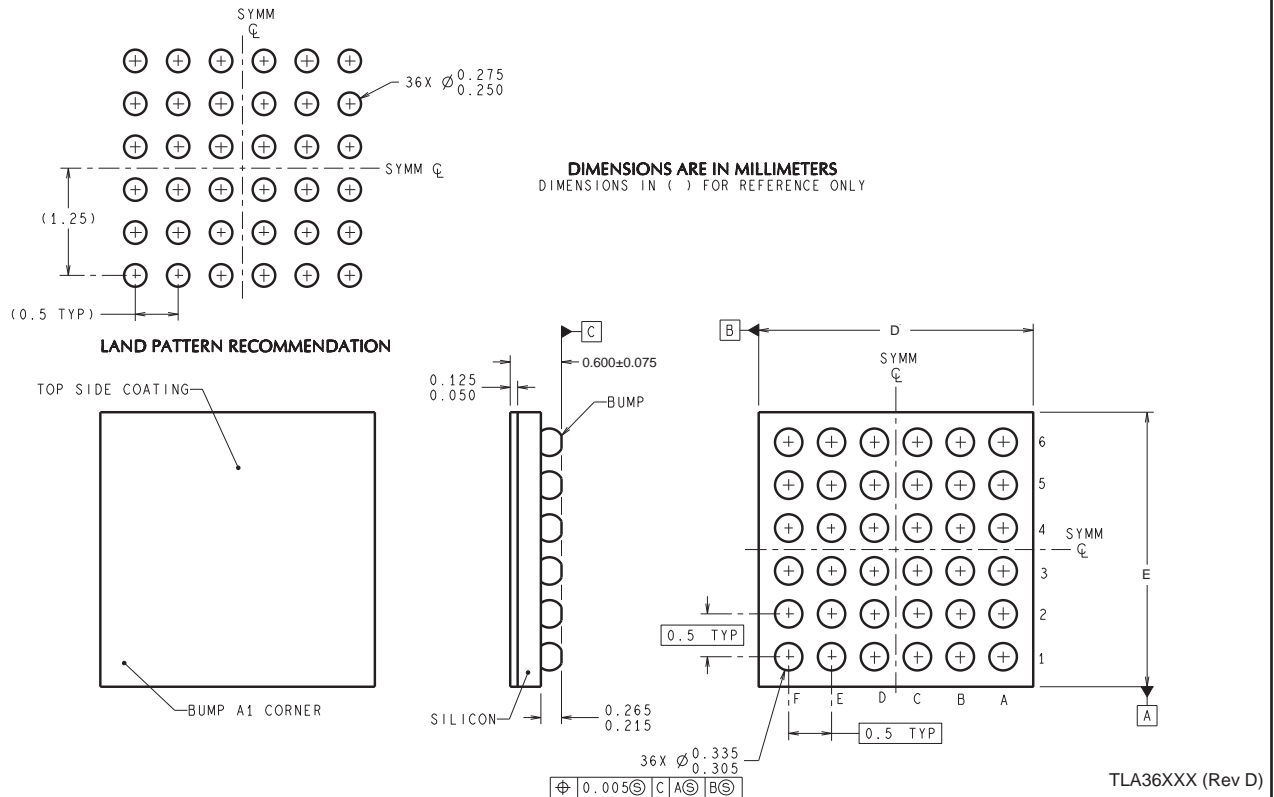 SYMM
℄
36X Ø 0.275
0.250
SYMM ℄
(1.25)
(0.5 TYP)
LAND PATTERN RECOMMENDATION
DIMENSIONS ARE IN MILLIMETERS
DIMENSIONS IN ( ) FOR REFERENCE ONLY
TOP SIDE COATING
BUMP A1 CORNER
C
0.600±0.075
0.125
0.050
BUMP
SILICON
0.265
0.215
B
D
SYMM
℄
6
5
4
3
2
1
SYMM
℄
E
0.5 TYP
F E D C B A
A
0.5 TYP
36X Ø 0.335
0.305
⌖ 0.005Ⓢ C AⓈ BⓈ
TLA36XXX (Rev D)